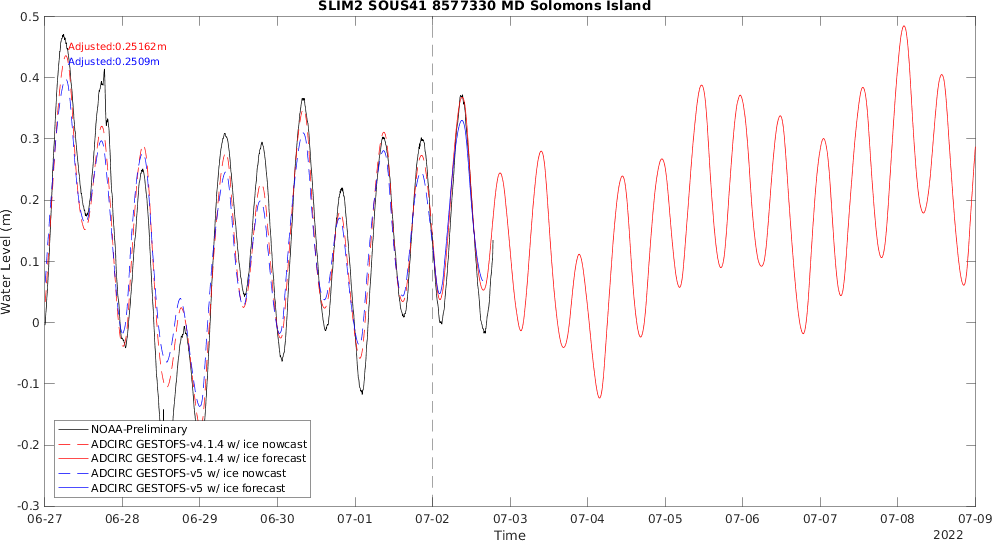 SLIM2 SOUS41 8577330 MD Solomons Island
Adjusted:0.25162m
Adjusted:0.2509m
Water Level (m)
0.5
0.4
0.3
0.2
0.1
0
-0.1
-0.2
-0.3
NOAA-Preliminary
ADCIRC GESTOFS-v4.1.4 w/ ice nowcast
ADCIRC GESTOFS-v4.1.4 w/ ice forecast
ADCIRC GESTOFS-v5 w/ ice nowcast
ADCIRC GESTOFS-v5 w/ ice forecast
06-27 06-28 06-29 06-30 07-01 07-02 07-03 07-04 07-05 07-06 07-07 07-08 07-09
Time
2022